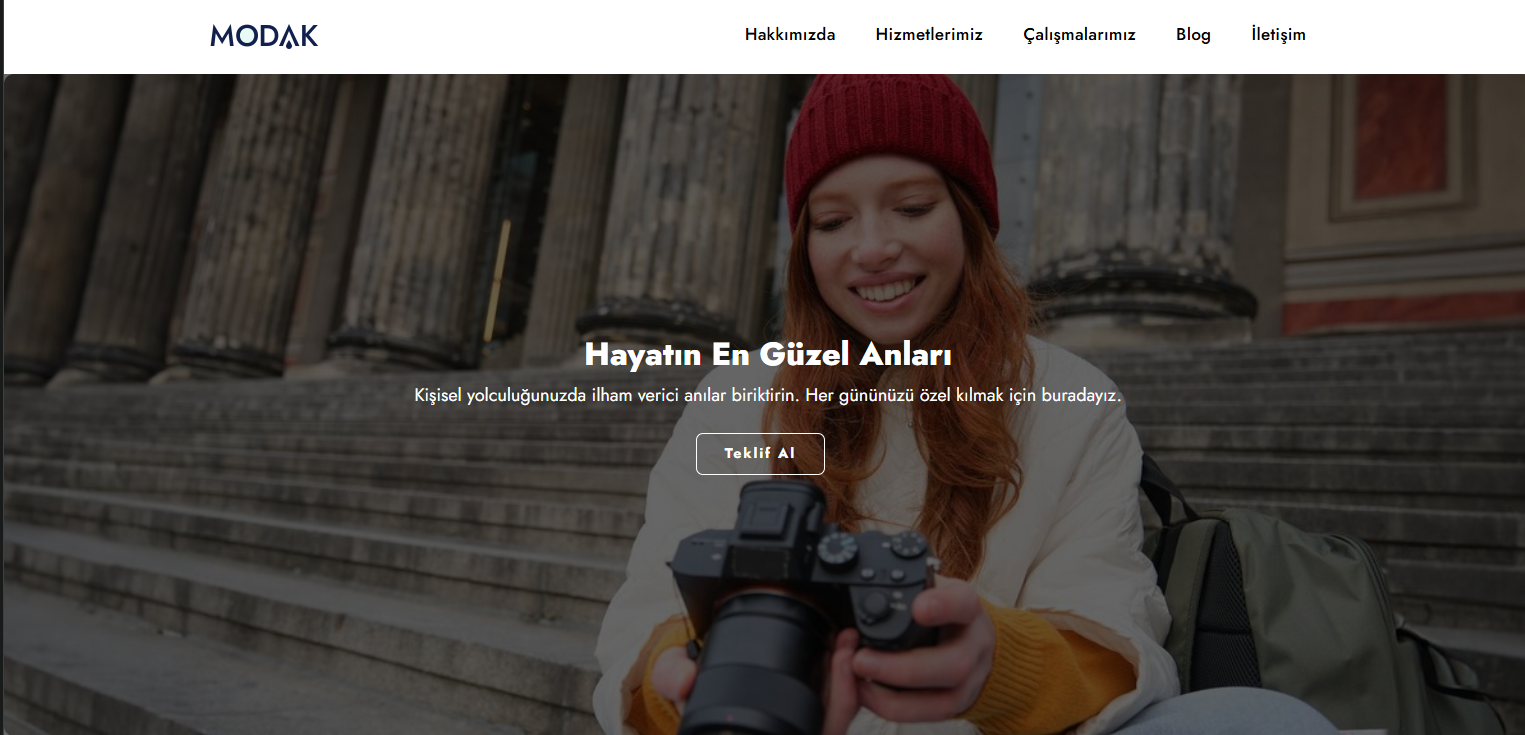 MODAK
Hakkımızda Hizmetlerimiz Çalışmalarımız Blog İletişim
Hayatın En Güzel Anları
Kişisel yolculuğunuzda ilham verici anılar biriktirin. Her gününüzü özel kılmak için buradayız.
Teklif Al